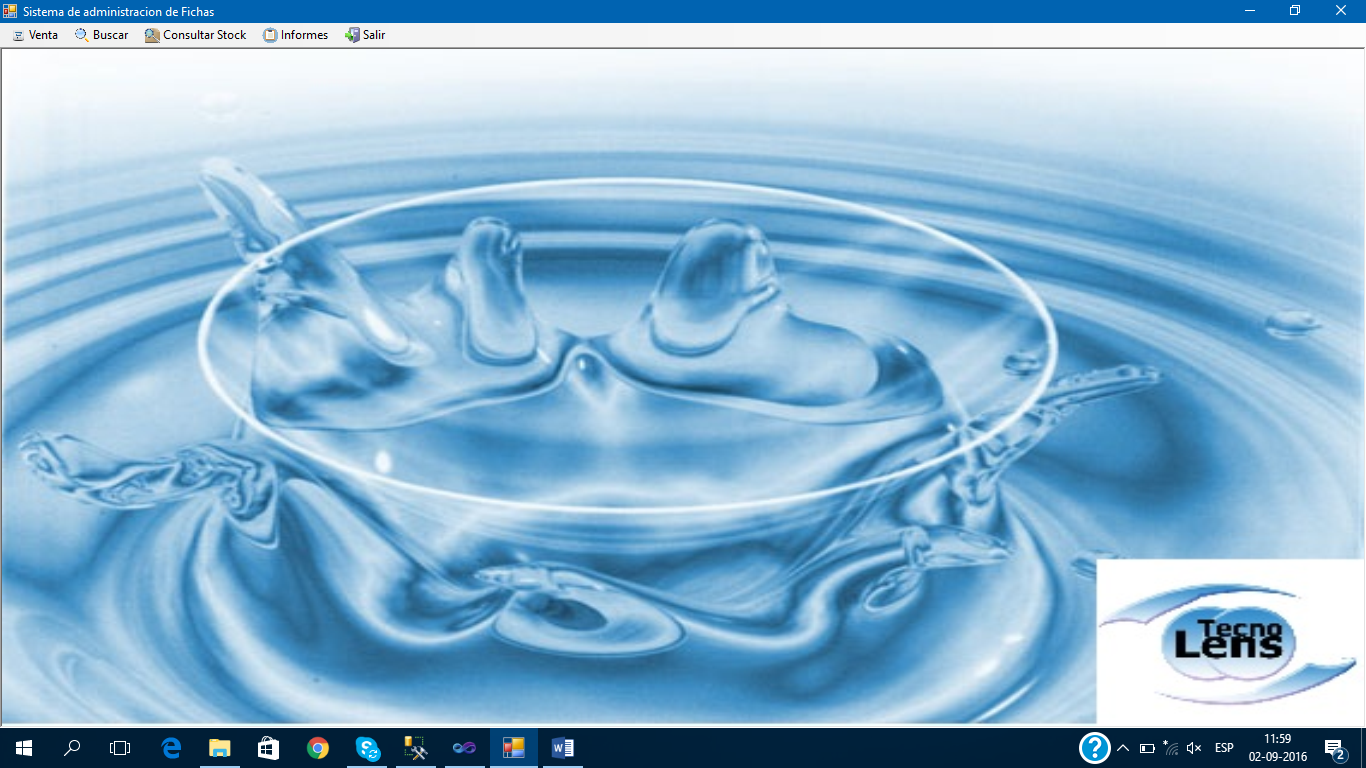 Sistema de administracion de Fichas
Venta Buscar Consultar Stock Informes Salir
Tecno
Lens
? ESP 11:59
02-09-2016 2